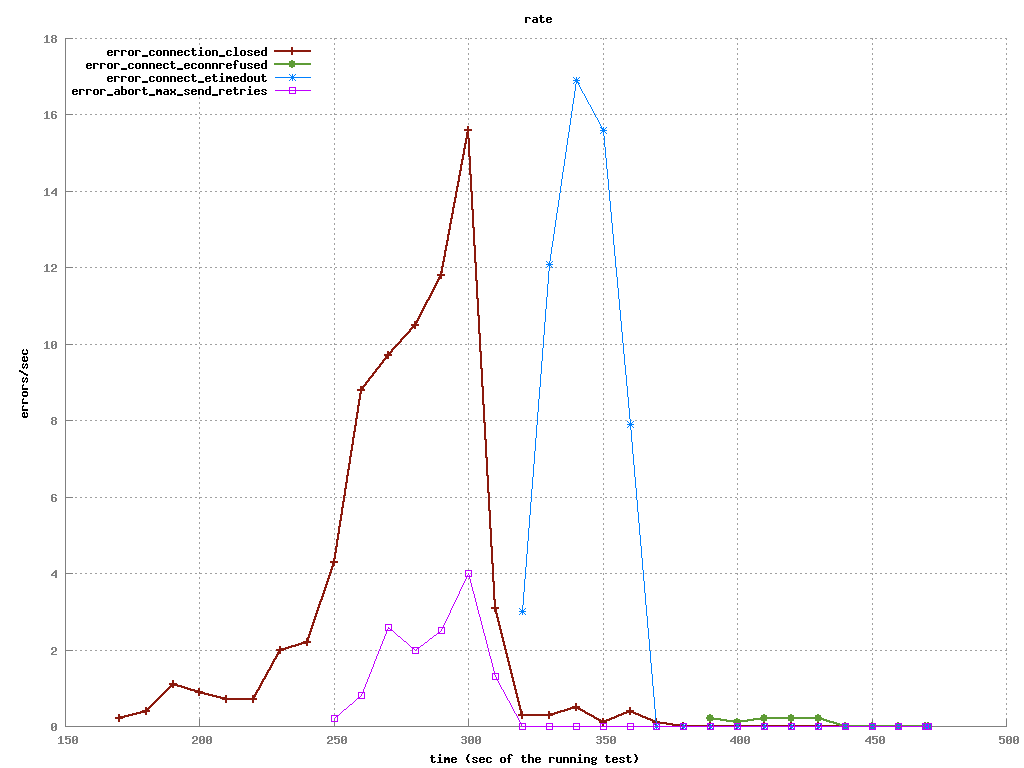 rate
error_connection_closed
error_connect_econnrefused
error_connect_etimedout
error_abort_max_send_retries
18
16
14
12
10
8
6
4
2
0
errors/sec
150 200 250 300 350 400 450 500
time (sec of the running test)